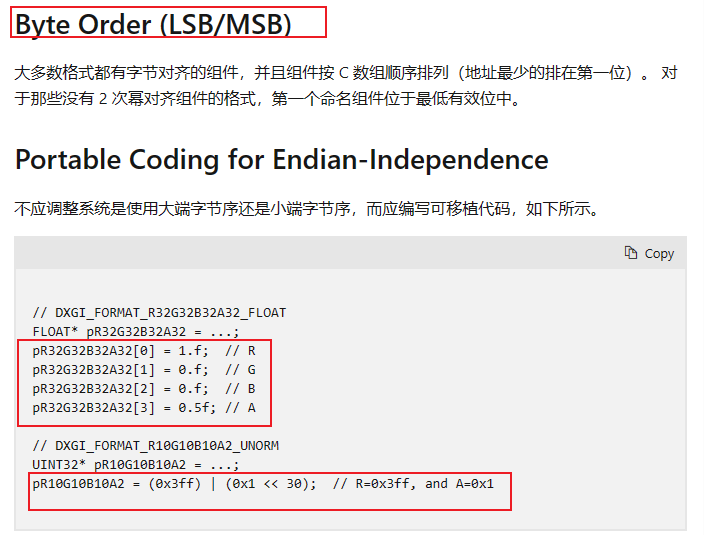 Byte Order (LSB/MSB)
大多数格式都有字节对齐的组件，并且组件按 C 数组顺序排列（地址最少的排在第一位）。 对
于那些没有 2 次幂对齐组件的格式，第一个命名组件位于最低有效位中。
Portable Coding for Endian-Independence
不应调整系统是使用大端字节序还是小端字节序，而应编写可移植代码，如下所示。
Copy
// DXGI_FORMAT_R32G32B32A32_FLOAT
FLOAT* pR32G32B32A32 = ...;
pR32G32B32A32[0] = 1.f;  // R
pR32G32B32A32[1] = 0.f;  // G
pR32G32B32A32[2] = 0.f;  // B
pR32G32B32A32[3] = 0.5f; // A
// DXGI_FORMAT_R10G10B10A2_UNORM
UINT32* pR10G10B10A2 = ...;
pR10G10B10A2 = (0x3ff) | (0x1 << 30);  // R=0x3ff, and A=0x1